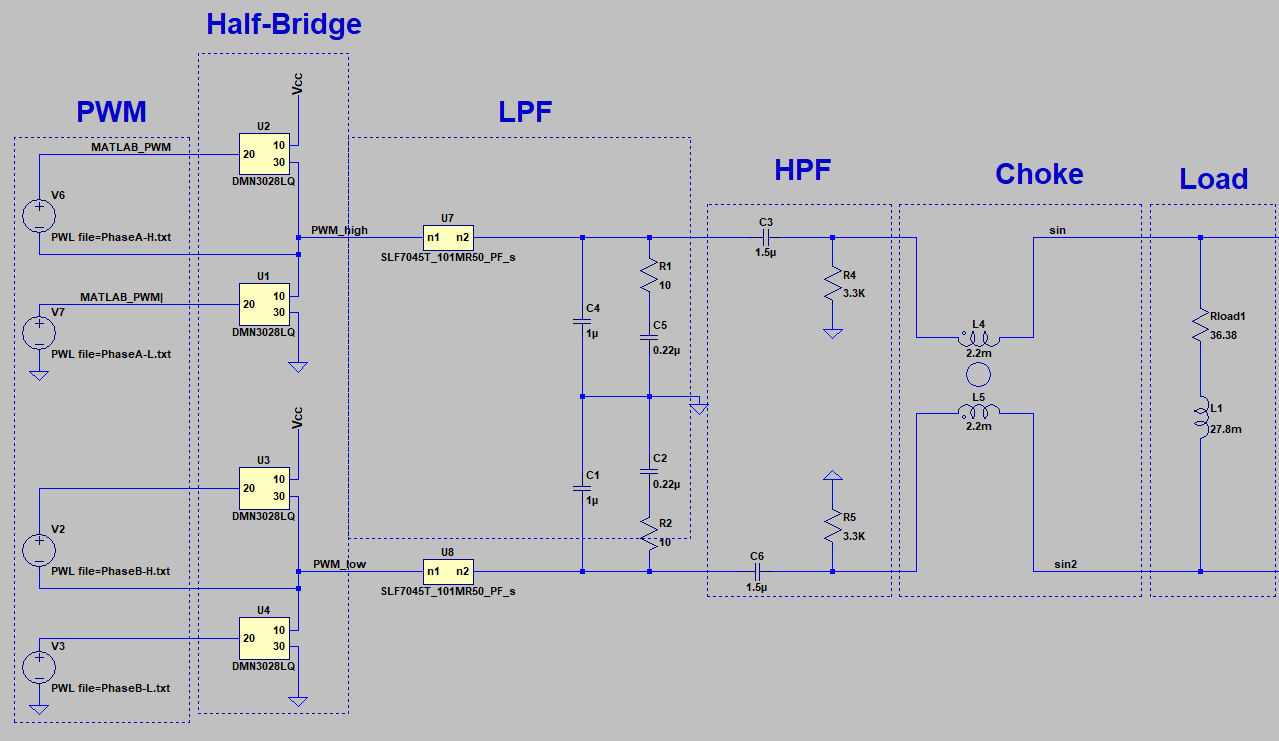 Half-Bridge
PWM
LPF
HPF
Choke
Load
Vcc
U2
MATLAB_PWM
20
10
30
DMN3028LQ
V6
PWL file=PhaseA-H.txt
PWM_high
U7
n1 n2
SLF7045T_101MR50_PF_s
U1
MATLAB_PWM|
20
10
30
DMN3028LQ
V7
PWL file=PhaseA-L.txt
R1
10
C4
1µ
C5
0.22µ
C3
1.5µ
R4
3.3K
L4
2.2m
L5
2.2m
sin
Rload1
36.38
L1
27.8m
Vcc
U3
20
10
30
DMN3028LQ
V2
PWL file=PhaseB-H.txt
PWM_low
U8
n1 n2
SLF7045T_101MR50_PF_s
C1
1µ
C2
0.22µ
R2
10
C6
1.5µ
R5
3.3K
sin2
U4
20
10
30
DMN3028LQ
V3
PWL file=PhaseB-L.txt